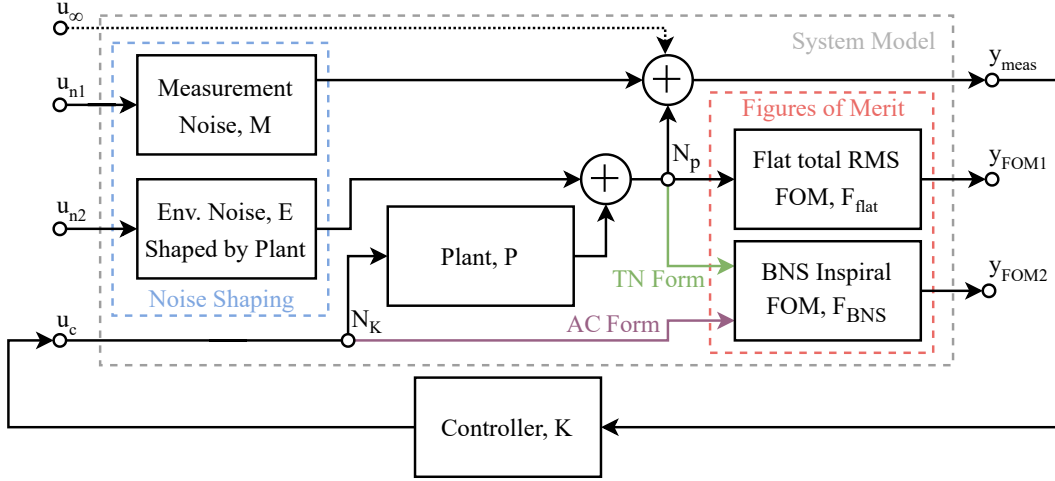 u∞
System Model
u_n1
Measurement
Noise, M
y_meas
Figures of Merit
N_p
Flat total RMS
FOM, F_flat
y_FOM1
u_n2
Env. Noise, E
Shaped by Plant
Plant, P
Noise Shaping
TN Form
BNS Inspiral
FOM, F_BNS
y_FOM2
u_c
N_K
AC Form
Controller, K